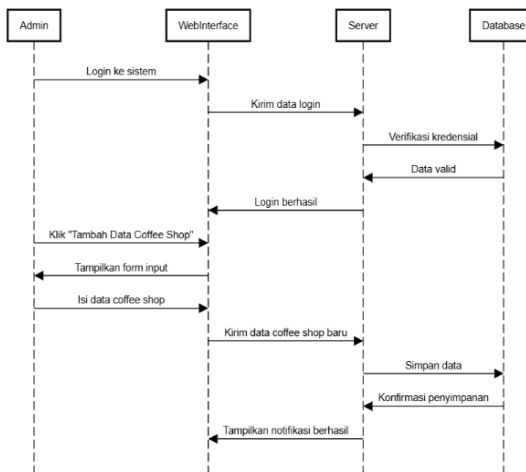 Admin
WebInterface
Server
Database
Login ke sistem
Kirim data login
Verifikasi kredensial
Data valid
Login berhasil
Klik "Tambah Data Coffee Shop"
Tampilkan form input
Isi data coffee shop
Kirim data coffee shop baru
Simpan data
Konfirmasi penyimpanan
Tampilkan notifikasi berhasil